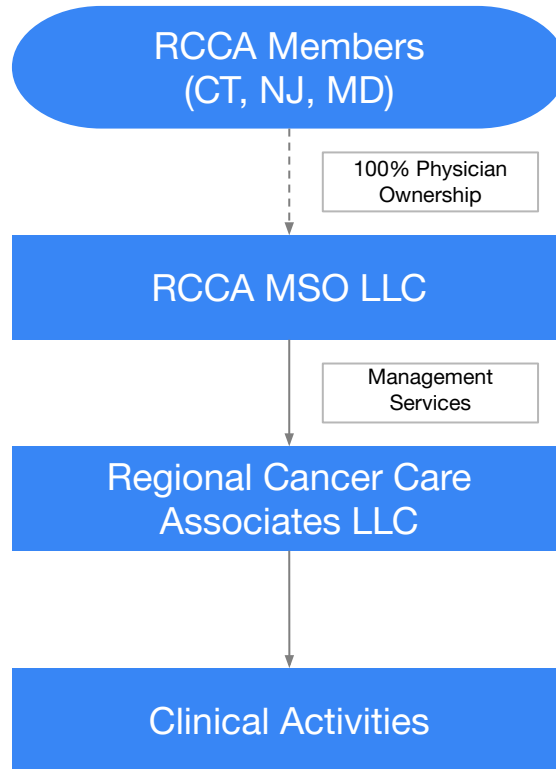 RCCA Members
(CT, NJ, MD)
100% Physician
Ownership
RCCA MSO LLC
Management
Services
Regional Cancer Care
Associates LLC
Clinical Activities